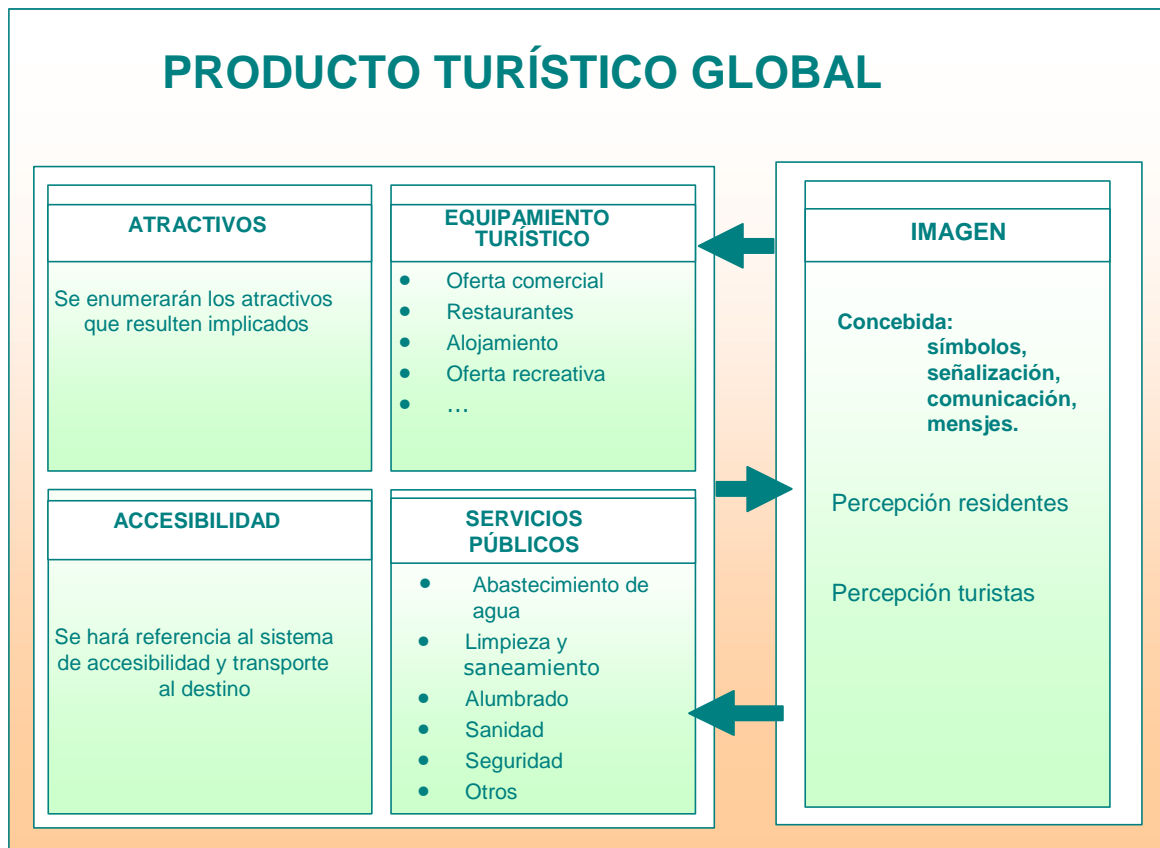 PRODUCTO TURÍSTICO GLOBAL
ATRACTIVOS
Se enumerarán los atractivos
que resulten implicados
EQUIPAMIENTO
TURÍSTICO
• Oferta comercial
• Restaurantes
• Alojamiento
• Oferta recreativa
• ...
ACCESIBILIDAD
Se hará referencia al sistema
de accesibilidad y transporte
al destino
SERVICIOS
PÚBLICOS
• Abastecimiento de
agua
• Limpieza y
saneamiento
• Alumbrado
• Sanidad
• Seguridad
• Otros
IMAGEN
Concebida:
símbolos,
señalización,
comunicación,
mensjes.
Percepción residentes
Percepción turistas